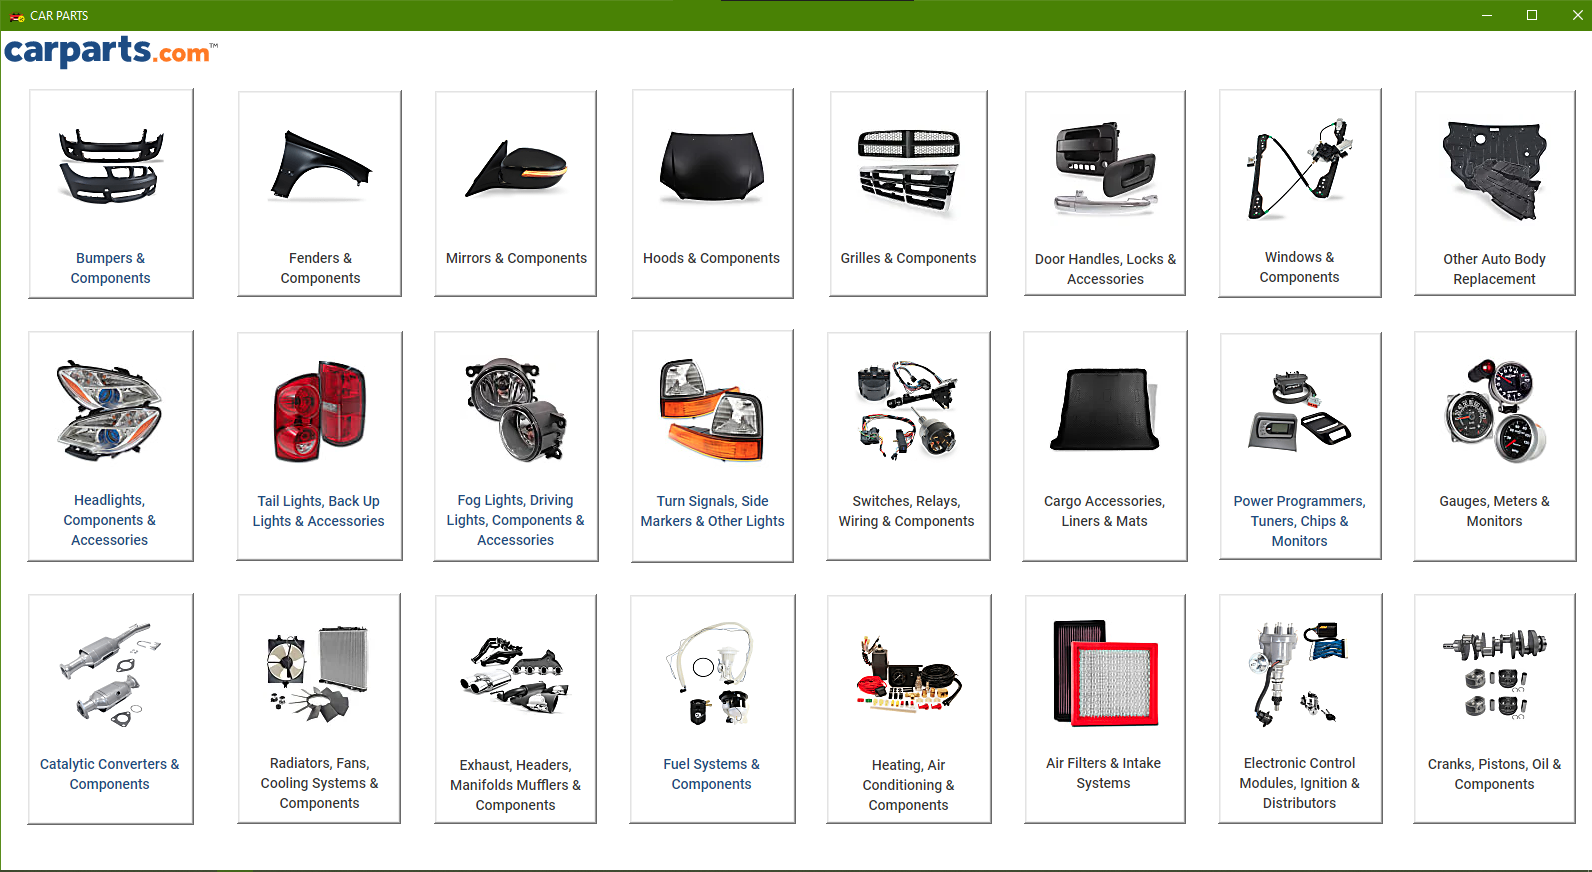 CAR PARTS
carparts.com™
Bumpers &
Components
Fenders &
Components
Mirrors & Components
Hoods & Components
Grilles & Components
Door Handles, Locks &
Accessories
Windows &
Components
Other Auto Body
Replacement
Headlights,
Components &
Accessories
Tail Lights, Back Up
Lights & Accessories
Fog Lights, Driving
Lights, Components &
Accessories
Turn Signals, Side
Markers & Other Lights
Switches, Relays,
Wiring & Components
Cargo Accessories,
Liners & Mats
Power Programmers,
Tuners, Chips &
Monitors
Gauges, Meters &
Monitors
Catalytic Converters &
Components
Radiators, Fans,
Cooling Systems &
Components
Exhaust, Headers,
Manifolds Mufflers &
Components
Fuel Systems &
Components
Heating, Air
Conditioning &
Components
Air Filters & Intake
Systems
Electronic Control
Modules, Ignition &
Distributors
Cranks, Pistons, Oil &
Components